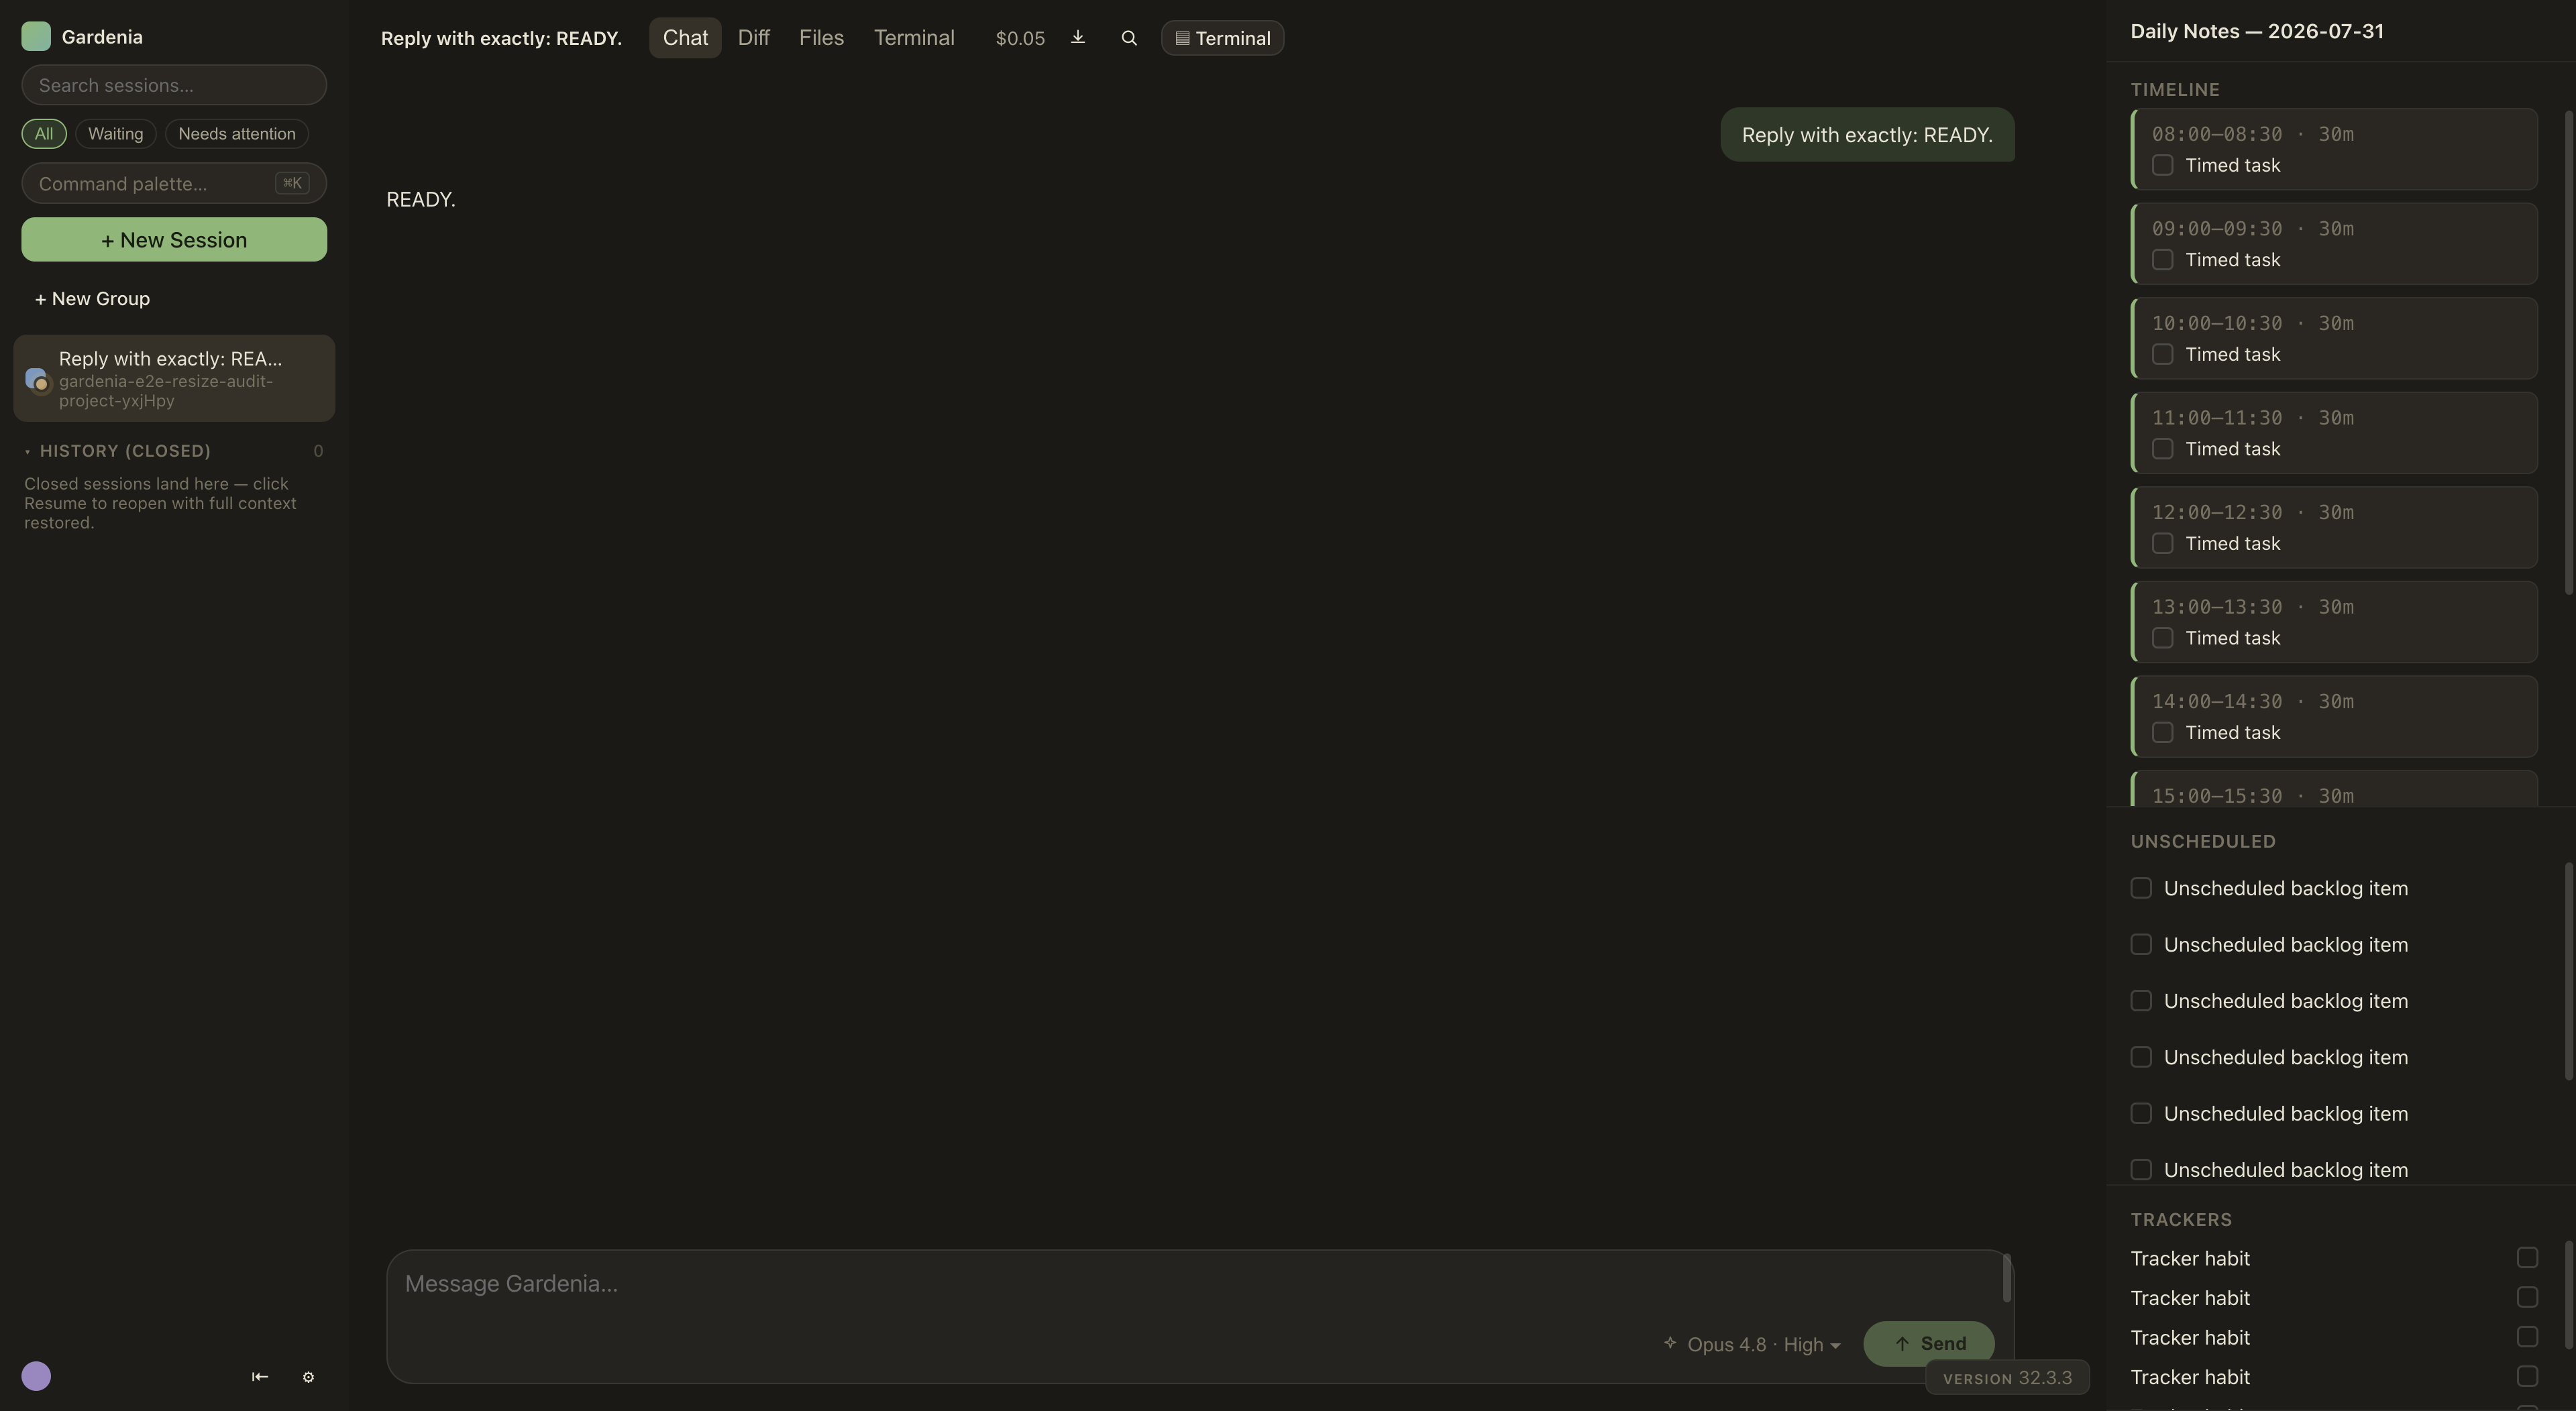 Gardenia
Search sessions...
All
Waiting
Needs attention
Command palette...
⌘K
+ New Session
+ New Group
Reply with exactly: REA...
gardenia-e2e-resize-audit-
project-yxjHpy
HISTORY (CLOSED)
0
Closed sessions land here — click
Resume to reopen with full context
restored.
Reply with exactly: READY.
Chat
Diff
Files
Terminal
$0.05
Terminal
Reply with exactly: READY.
READY.
Message Gardenia...
Opus 4.8 · High
Send
VERSION 32.3.3
Daily Notes — 2026-07-31
TIMELINE
08:00–08:30 · 30m
Timed task
09:00–09:30 · 30m
Timed task
10:00–10:30 · 30m
Timed task
11:00–11:30 · 30m
Timed task
12:00–12:30 · 30m
Timed task
13:00–13:30 · 30m
Timed task
14:00–14:30 · 30m
Timed task
15:00–15:30 · 30m
UNSCHEDULED
Unscheduled backlog item
Unscheduled backlog item
Unscheduled backlog item
Unscheduled backlog item
Unscheduled backlog item
Unscheduled backlog item
TRACKERS
Tracker habit
Tracker habit
Tracker habit
Tracker habit